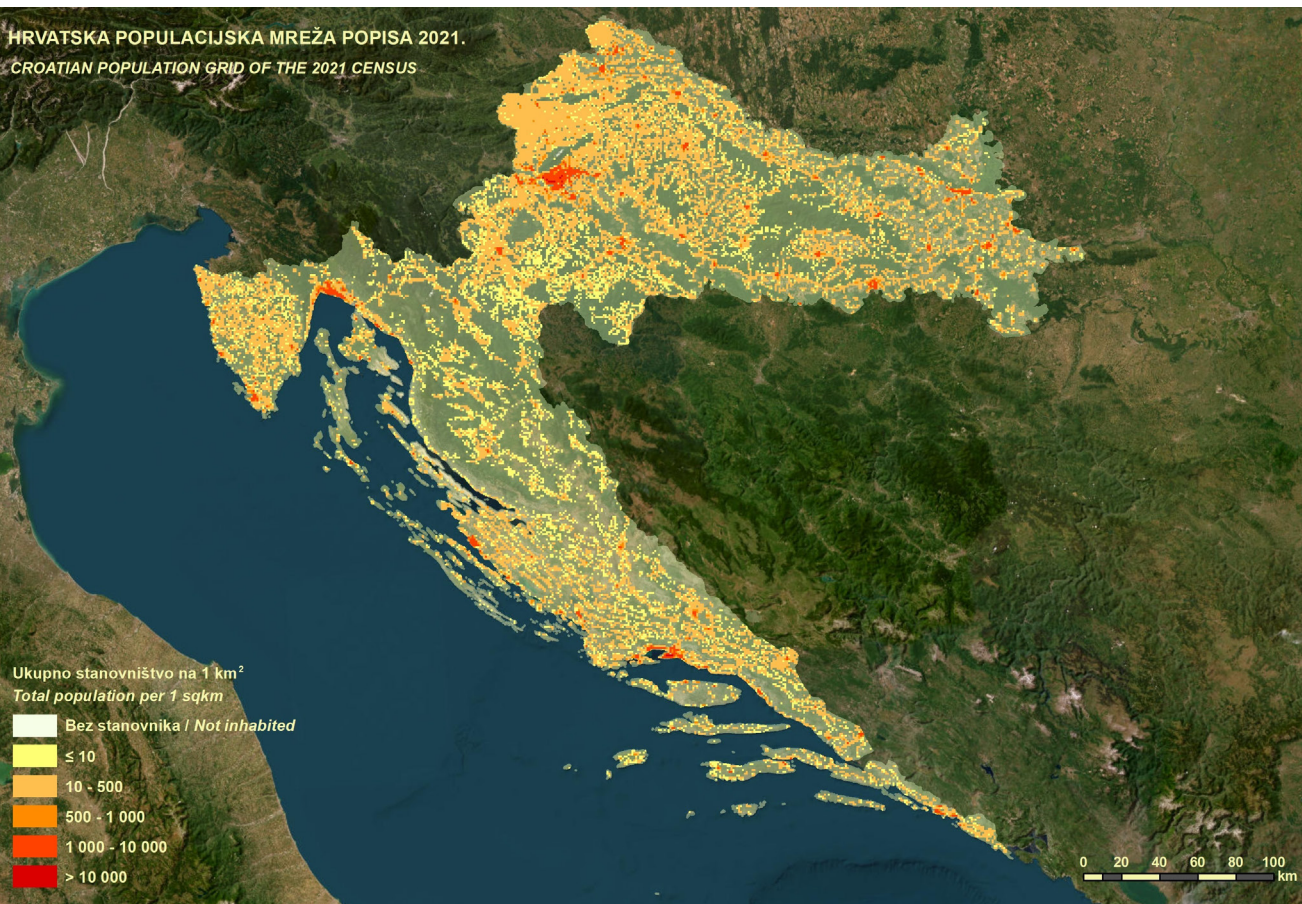 HRVATSKA POPULACIJSKA MREŽA POPISA 2021.
CROATIAN POPULATION GRID OF THE 2021 CENSUS
Ukupno stanovništvo na 1 km²
Total population per 1 sqkm
Bez stanovnika / Not inhabited
≤ 10
10 - 500
500 - 1 000
1 000 - 10 000
> 10 000
0 20 40 60 80 100
km